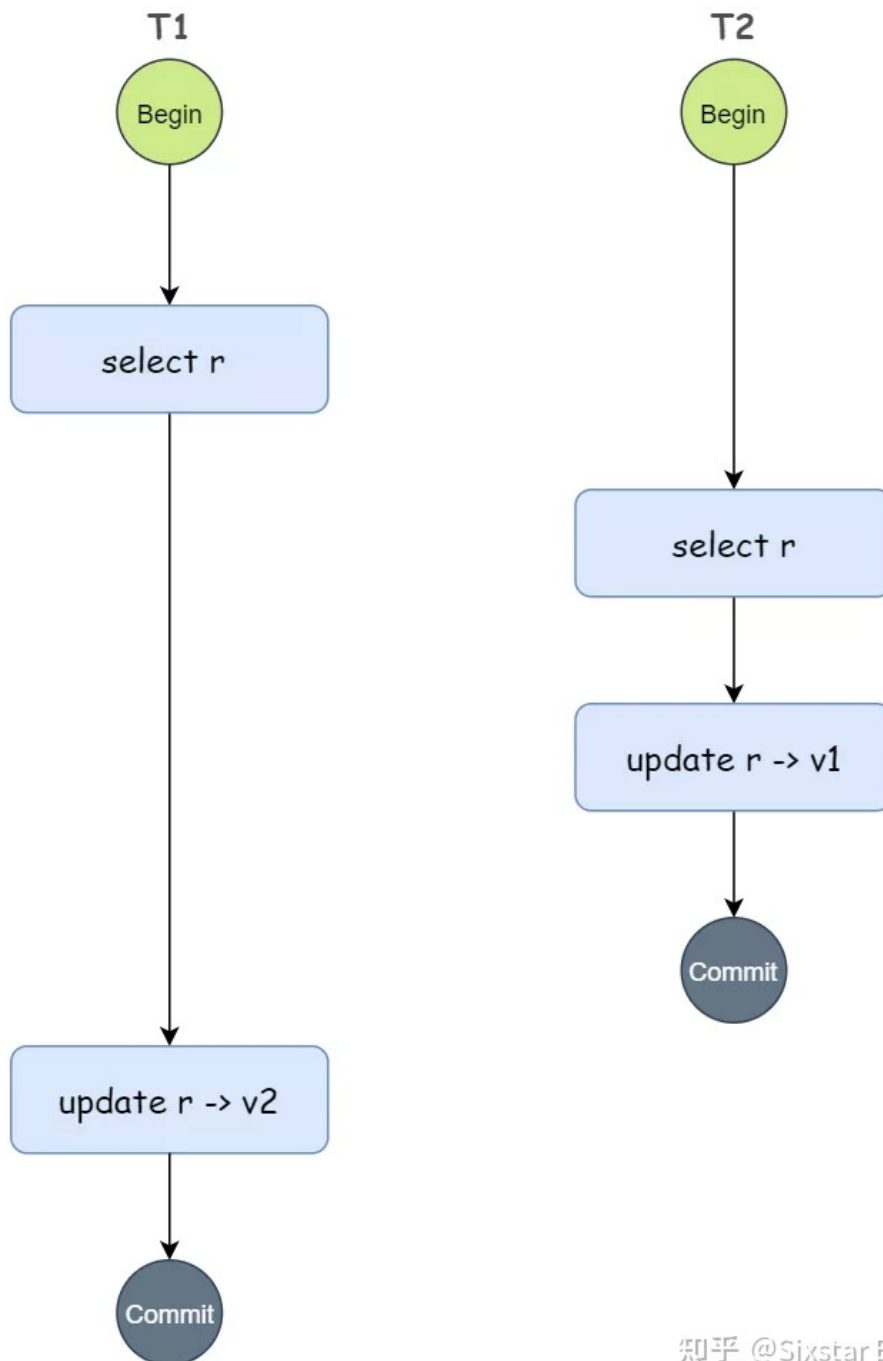 T1
T2
Begin
Begin
select r
select r
update r -> v1
Commit
update r -> v2
Commit
知乎 @Sixstar